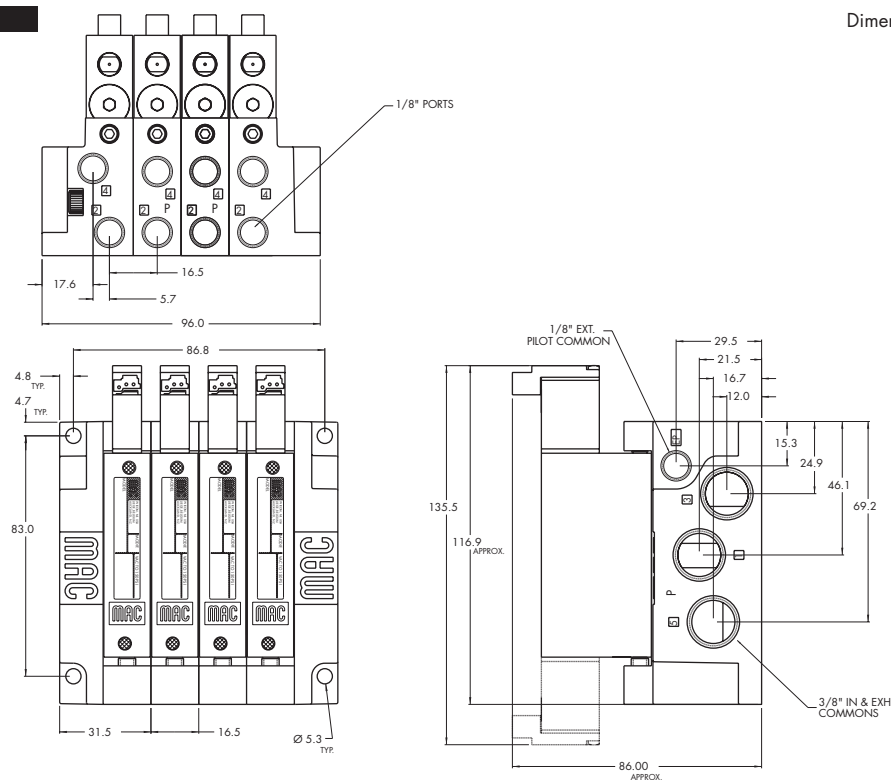 Dimen
1/8" PORTS
4
4
4
4
2
2
P
2
P
2
16.5
17.6
5.7
96.0
86.8
4.8
TYP.
4.7
TYP.
83.0
MAC
MAC
MAC
MAC
MAC
MAC
31.5
16.5
Ø 5.3
TYP.
1/8" EXT.
PILOT COMMON
29.5
21.5
16.7
12.0
EP
15.3
24.9
46.1
69.2
3
1
P
5
135.5
116.9
APPROX.
3/8" IN & EXH
COMMONS
86.00
APPROX.